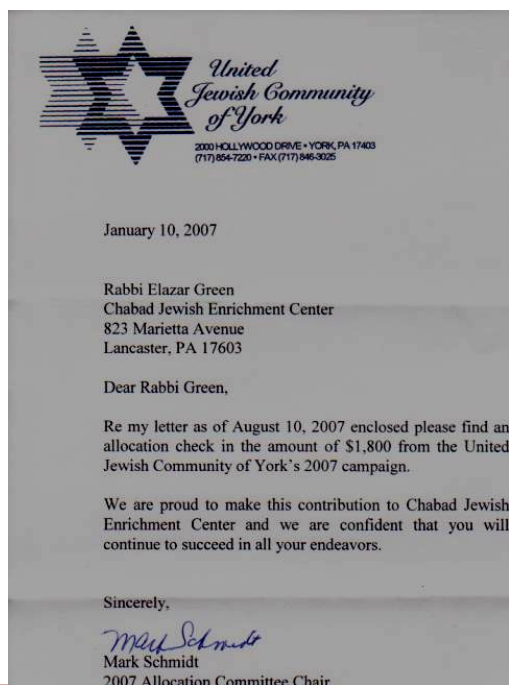 United
Jewish Community
of York
2000 HOLLYWOOD DRIVE • YORK, PA 17403
(717) 854-7220 • FAX (717) 846-3025
January 10, 2007
Rabbi Elazar Green
Chabad Jewish Enrichment Center
823 Marietta Avenue
Lancaster, PA 17603
Dear Rabbi Green,
Re my letter as of August 10, 2007 enclosed please find an
allocation check in the amount of $1,800 from the United
Jewish Community of York's 2007 campaign.
We are proud to make this contribution to Chabad Jewish
Enrichment Center and we are confident that you will
continue to succeed in all your endeavors.
Sincerely,
Mark Schmidt
Mark Schmidt
2007 Allocation Committee Chair